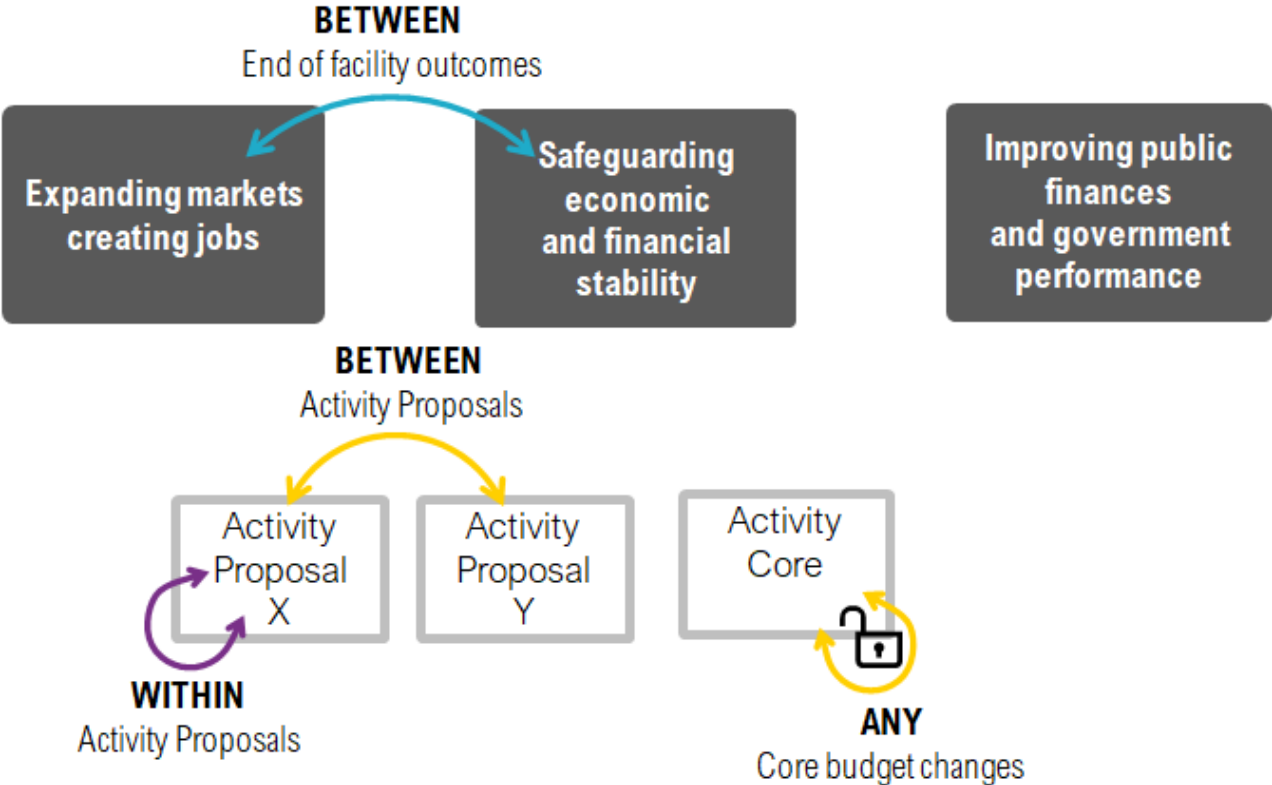 BETWEEN
End of facility outcomes
Expanding markets
creating jobs
Safeguarding
economic
and financial
stability
Improving public
finances
and government
performance
BETWEEN
Activity Proposals
Activity
Proposal
X
Activity
Proposal
Y
Activity
Core
WITHIN
Activity Proposals
ANY
Core budget changes